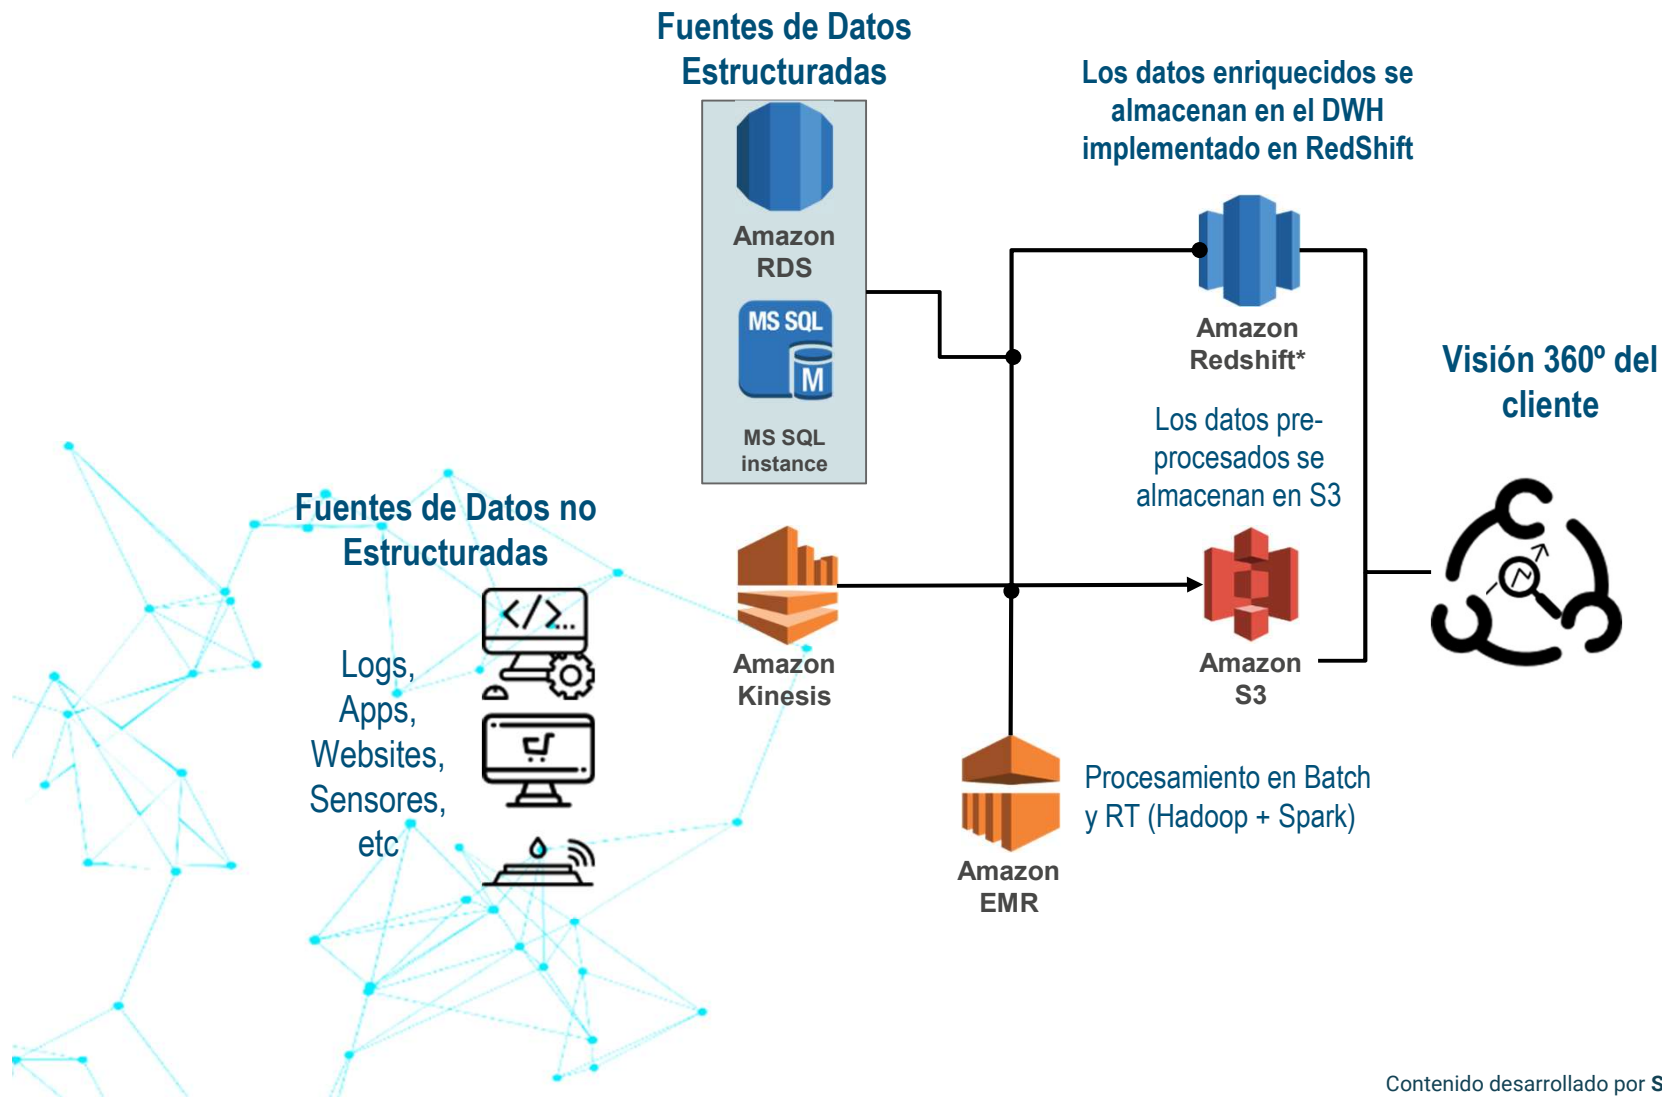 Fuentes de Datos
Estructuradas
Amazon
RDS
MS SQL
M
MS SQL
instance
Los datos enriquecidos se
almacenan en el DWH
implementado en RedShift
Amazon
Redshift*
Los datos pre-
procesados se
almacenan en S3
Amazon
S3
Visión 360º del
cliente
Fuentes de Datos no
Estructuradas
</>...
Logs,
Apps,
Websites,
Sensores,
etc
Amazon
Kinesis
Amazon
EMR
Procesamiento en Batch
y RT (Hadoop + Spark)
Contenido desarrollado por S